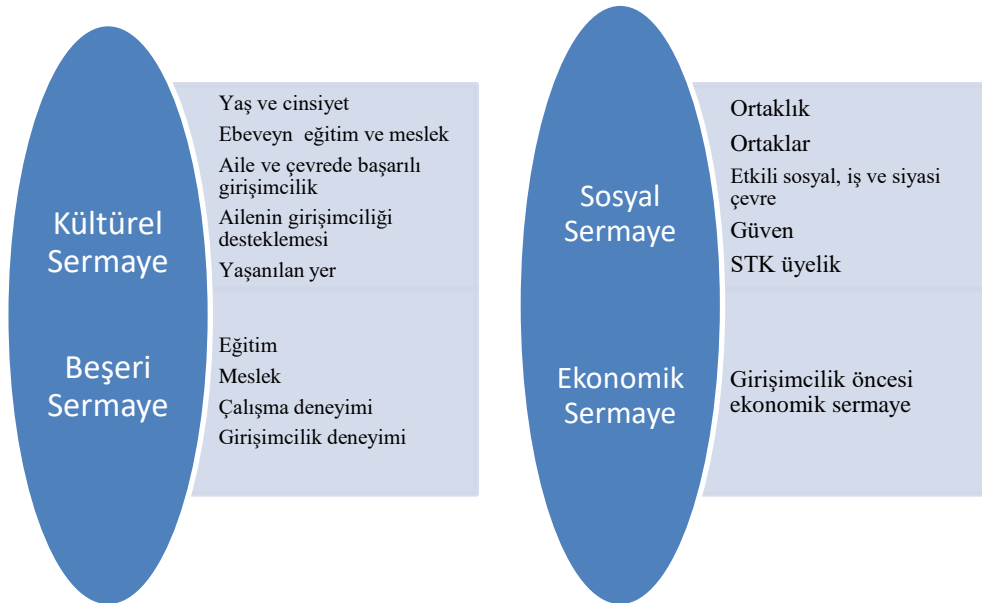 Kültürel
Sermaye
Yaş ve cinsiyet
Ebeveyn eğitim ve meslek
Aile ve çevrede başarılı
girişimcilik
Ailenin girişimciliği
desteklemesi
Yaşanılan yer
Beşeri
Sermaye
Eğitim
Meslek
Çalışma deneyimi
Girişimcilik deneyimi
Sosyal
Sermaye
Ortaklık
Ortaklar
Etkili sosyal, iş ve siyasi
çevre
Güven
STK üyelik
Ekonomik
Sermaye
Girişimcilik öncesi
ekonomik sermaye